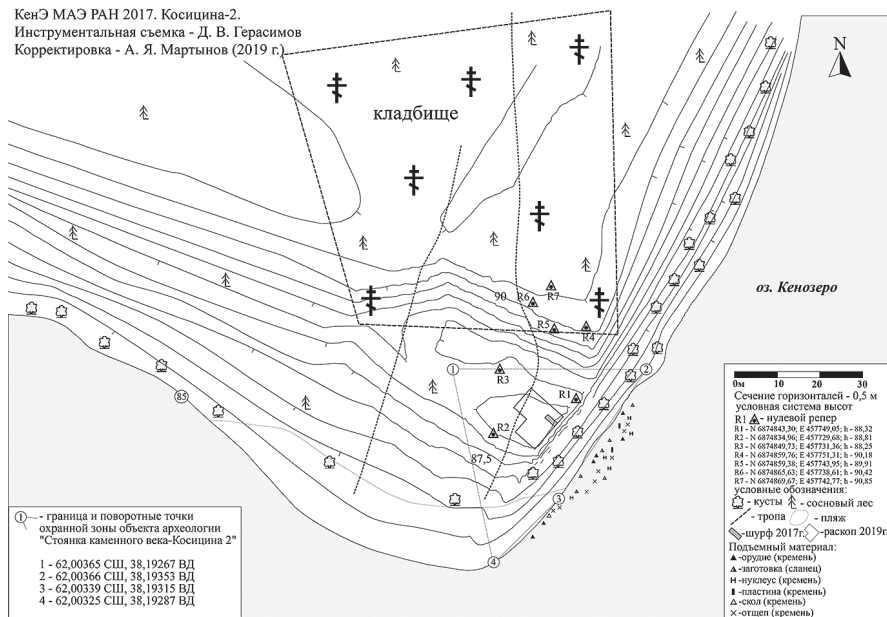 КенЭ МАЭ РАН 2017. Косицина-2.
Инструментальная съемка - Д. В. Герасимов
Корректировка - А. Я. Мартынов (2019 г.)
N
кладбище
оз. Кенозеро
90
R6
R7
R5
R4
1
2
R3
R1
85
R2
87,5
3
4
0м 10 20 30
Сечение горизонталей - 0,5 м
условная система высот
R1 - нулевой репер
R1 - N 6874843,30; E 457749,05; h - 88,32
R2 - N 6874834,96; E 457729,68; h - 88,81
R3 - N 6874849,73; E 457731,36; h - 88,25
R4 - N 6874859,76; E 457751,31; h - 90,18
R5 - N 6874859,38; E 457743,95; h - 89,91
R6 - N 6874865,63; E 457738,61; h - 90,42
R7 - N 6874869,67; E 457742,77; h - 90,85
условные обозначения:
- кусты - сосновый лес
- тропа - пляж
-шурф 2017г. -раскоп 2019г.
Подъемный материал:
-орудие (кремень)
-заготовка (сланец)
-нуклеус (кремень)
-пластина (кремень)
-скол (кремень)
-отщеп (кремень)
1 - граница и поворотные точки
охранной зоны объекта археологии
"Стоянка каменного века-Косицина 2"
1 - 62,00365 СШ, 38,19267 ВД
2 - 62,00366 СШ, 38,19353 ВД
3 - 62,00339 СШ, 38,19315 ВД
4 - 62,00325 СШ, 38,19287 ВД